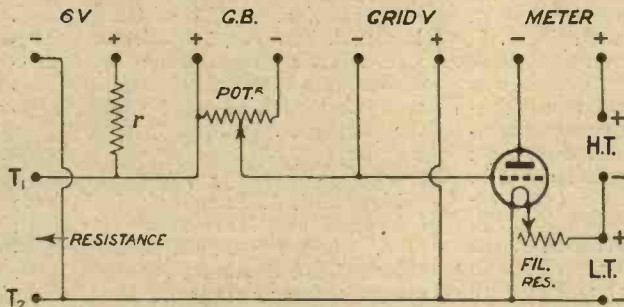 6V G.B. GRID V METER
- + + - - + - +
POT.R
r
+
H.T.
T1 -
← RESISTANCE
+
FIL. RES.
L.T.
T2 -